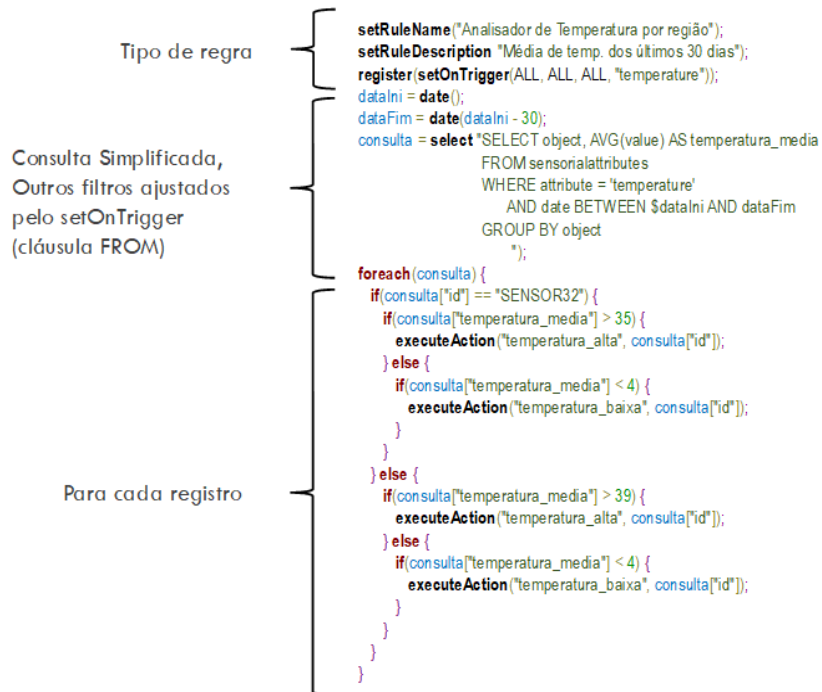 Tipo de regra
setRuleName("Analisador de Temperatura por região");
setRuleDescription "Média de temp. dos últimos 30 dias");
register(setOnTrigger(ALL, ALL, ALL, "temperature"));
Consulta Simplificada,
Outros filtros ajustados
pelo setOnTrigger
(cláusula FROM)
dataIni = date();
dataFim = date(dataIni - 30);
consulta = select "SELECT object, AVG(value) AS temperatura_media
FROM sensorialattributes
WHERE attribute = 'temperature'
AND date BETWEEN $dataIni AND dataFim
GROUP BY object
");
Para cada registro
foreach(consulta) {
if(consulta["id"] == "SENSOR32") {
if(consulta["temperatura_media"] > 35) {
executeAction("temperatura_alta", consulta["id"]);
} else {
if(consulta["temperatura_media"] < 4) {
executeAction("temperatura_baixa", consulta["id"]);
}
}
} else {
if(consulta["temperatura_media"] > 39) {
executeAction("temperatura_alta", consulta["id"]);
} else {
if(consulta["temperatura_media"] < 4) {
executeAction("temperatura_baixa", consulta["id"]);
}
}
}
}